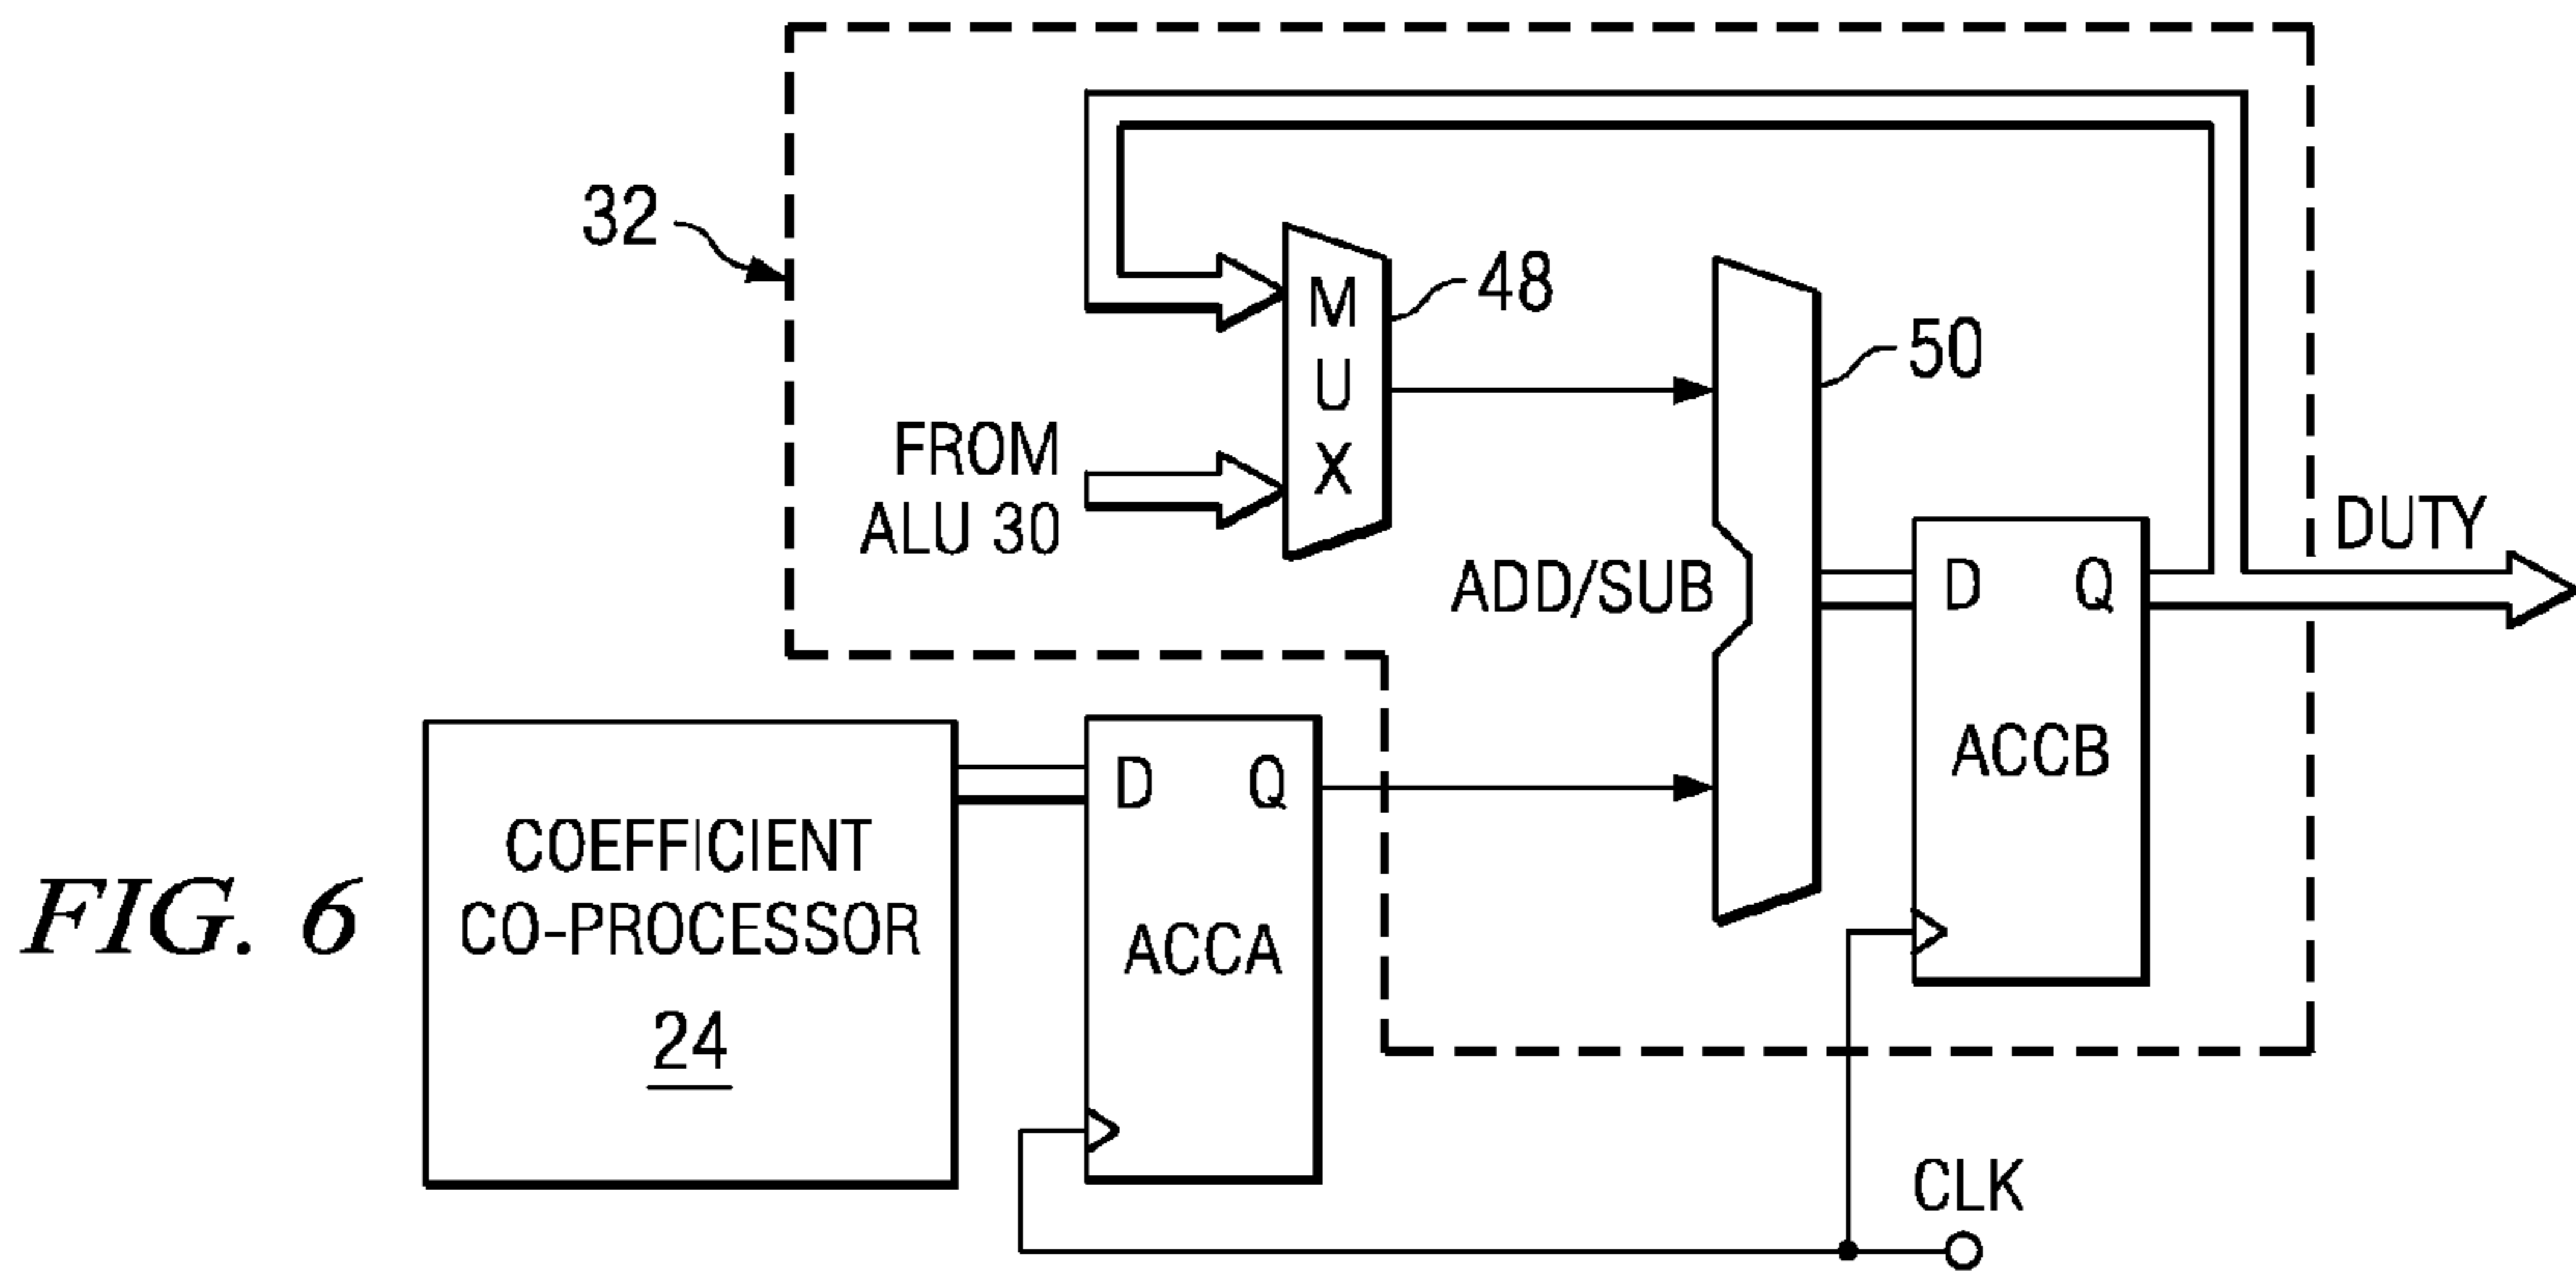 32
M
U
X
48
50
FROM
ALU 30
ADD/SUB
D Q
ACCB
DUTY
COEFFICIENT
CO-PROCESSOR
24
D Q
ACCA
CLK
FIG. 6